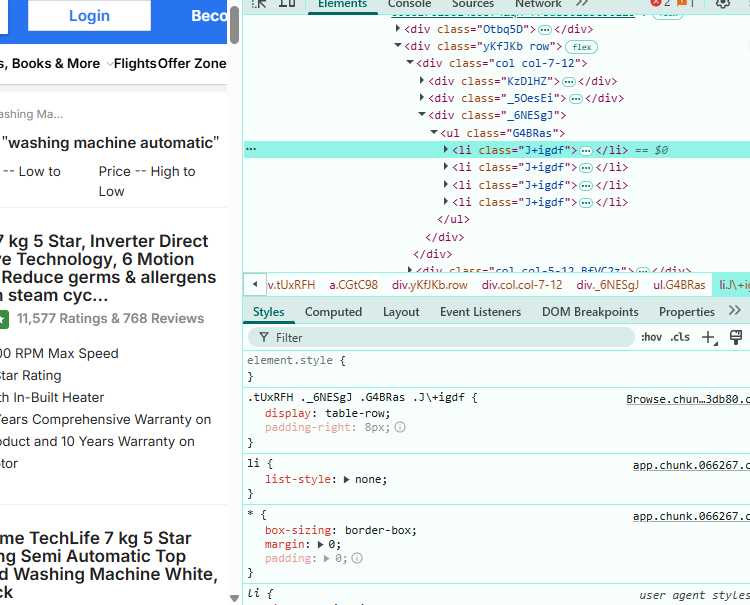 Login
Beco
s, Books & More
Flights
Offer Zone
ashing Ma...
"washing machine automatic"
-- Low to
Price -- High to
Low
7 kg 5 Star, Inverter Direct
ve Technology, 6 Motion
Reduce germs & allergens
n steam cyc...
11,577 Ratings & 768 Reviews
00 RPM Max Speed
Star Rating
th In-Built Heater
Years Comprehensive Warranty on
oduct and 10 Years Warranty on
otor
me TechLife 7 kg 5 Star
ng Semi Automatic Top
d Washing Machine White,
ck
Elements
Console
Sources
Network
2
1
<div class="Otbq5D"> … </div>
<div class="yKfJKb row"> flex
<div class="col col-7-12">
<div class="KzDlHZ"> … </div>
<div class="_5OesEi"> … </div>
<div class="_6NESgJ">
<ul class="G4BRas">
… <li class="J+igdf"> … </li> == $0
<li class="J+igdf"> … </li>
<li class="J+igdf"> … </li>
<li class="J+igdf"> … </li>
</ul>
</div>
</div>
<div class="col col-5-12 BfVC2z"> … </div>
v.tUxRFH a.CGtC98 div.yKfJKb.row div.col.col-7-12 div._6NESgJ ul.G4BRas li.J\+ig
Styles
Computed
Layout
Event Listeners
DOM Breakpoints
Properties
Filter
:hov .cls
element.style {
}
.tUxRFH ._6NESgJ .G4BRas .J\+igdf {
Browse.chun…3db80.c
display: table-row;
padding-right: 8px;
}
li {
app.chunk.066267.c
list-style: none;
}
* {
app.chunk.066267.c
box-sizing: border-box;
margin: 0;
padding: 0;
}
li {
user agent styles